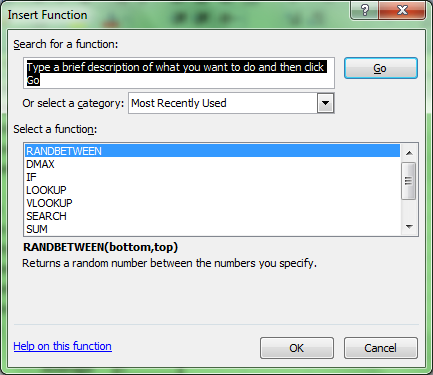 Insert Function
Search for a function:
Type a brief description of what you want to do and then click
Go
Go
Or select a category: Most Recently Used
Select a function:
RANDBETWEEN
DMAX
IF
LOOKUP
VLOOKUP
SEARCH
SUM
RANDBETWEEN(bottom,top)
Returns a random number between the numbers you specify.
Help on this function
OK
Cancel